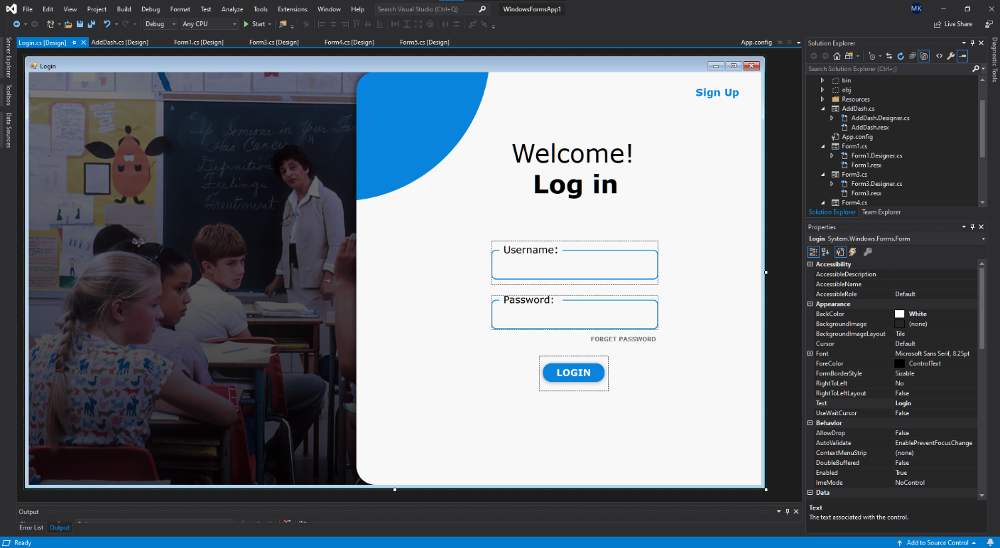 File Edit View Project Build Debug Format Test Analyze Tools Extensions Window Help Search Visual Studio (Ctrl+Q) WindowsFormsApp1 MK
Debug Any CPU Start Live Share
Server Explorer
Toolbox
Data Sources
Login.cs [Design] AddDash.cs [Design] Form1.cs [Design] Form3.cs [Design] Form4.cs [Design] Form5.cs [Design] App.config
Login
"If Someone in Your Fam
Has Cancer"
Definition
Feelings
Treatment
Sign Up
Welcome!
Log in
Username:
Password:
FORGET PASSWORD
LOGIN
Output
Error List Output
Solution Explorer
Search Solution Explorer (Ctrl+;)
bin
obj
Resources
AddDash.cs
AddDash.Designer.cs
AddDash.resx
App.config
Form1.cs
Form1.Designer.cs
Form1.resx
Form3.cs
Form3.Designer.cs
Form3.resx
Form4.cs
Solution Explorer Team Explorer
Properties
Login System.Windows.Forms.Form
Accessibility
AccessibleDescription
AccessibleName
AccessibleRole Default
Appearance
BackColor White
BackgroundImage (none)
BackgroundImageLayout Tile
Cursor Default
Font Microsoft Sans Serif, 8.25pt
ForeColor ControlText
FormBorderStyle Sizable
RightToLeft No
RightToLeftLayout False
Text Login
UseWaitCursor False
Behavior
AllowDrop False
AutoValidate EnablePreventFocusChange
ContextMenuStrip (none)
DoubleBuffered False
Enabled True
ImeMode NoControl
Data
Text
The text associated with the control.
Diagnostic Tools
Ready Add to Source Control